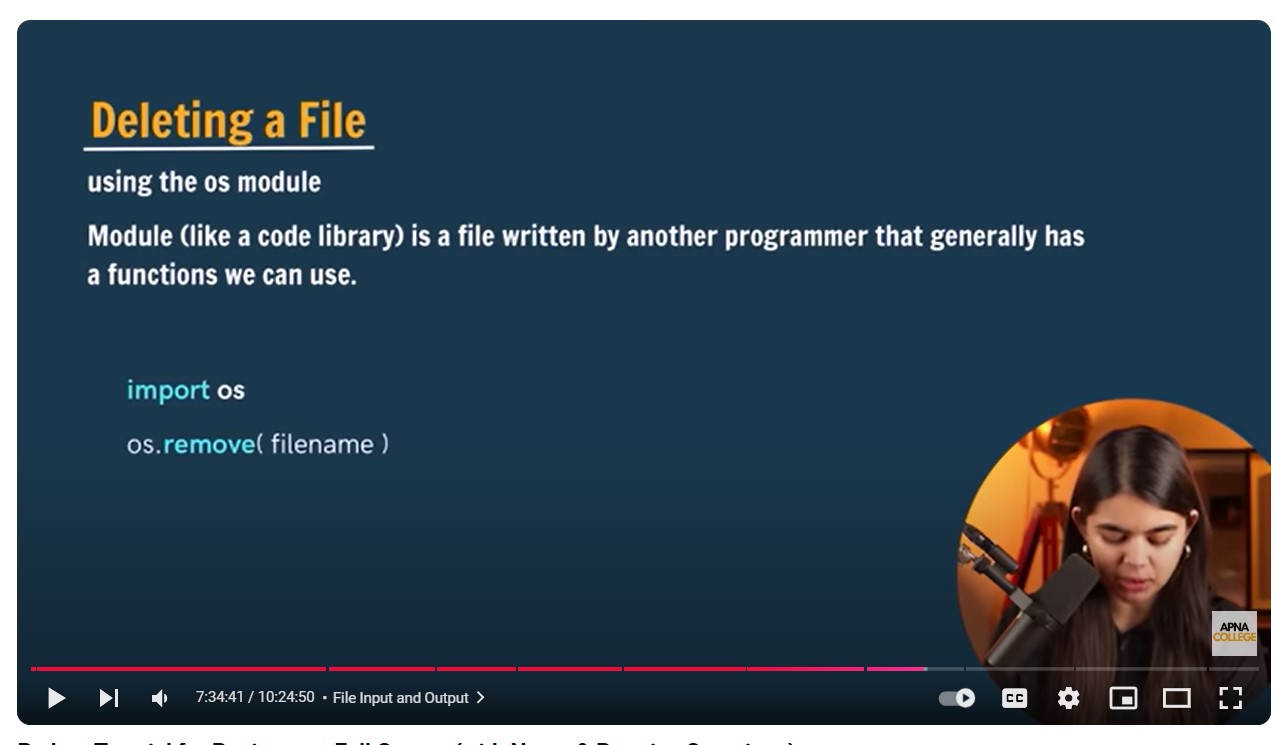 Deleting a File
using the os module
Module (like a code library) is a file written by another programmer that generally has
a functions we can use.
import os
os.remove( filename )
APNA
COLLEGE
7:34:41 / 10:24:50 • File Input and Output
CC